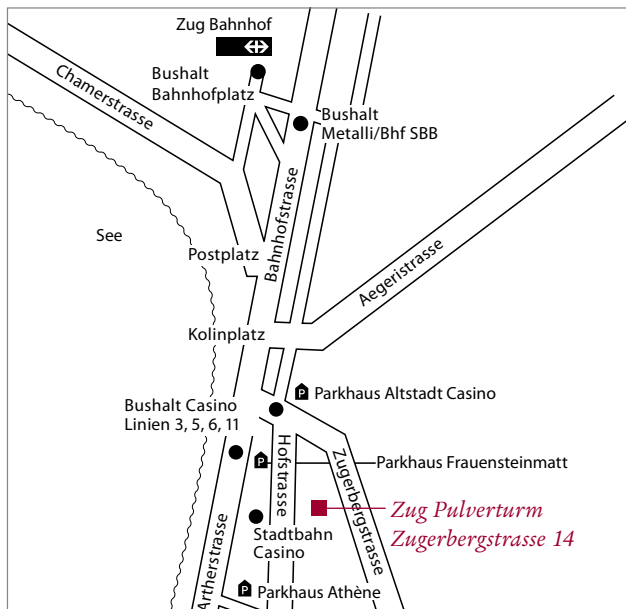 Zug Bahnhof
Chamerstrasse
Bushalt
Bahnhofplatz
Bushalt
Metalli/Bhf SBB
See
Bahnhofstrasse
Postplatz
Aegeristrasse
Kolinplatz
P
Parkhaus Altstadt Casino
Bushalt Casino
Linien 3, 5, 6, 11
Hofstrasse
Zugerbergstrasse
P
Parkhaus Frauensteinmatt
Zug Pulverturm
Zugerbergstrasse 14
Stadtbahn
Casino
Artherstrasse
P
Parkhaus Athène